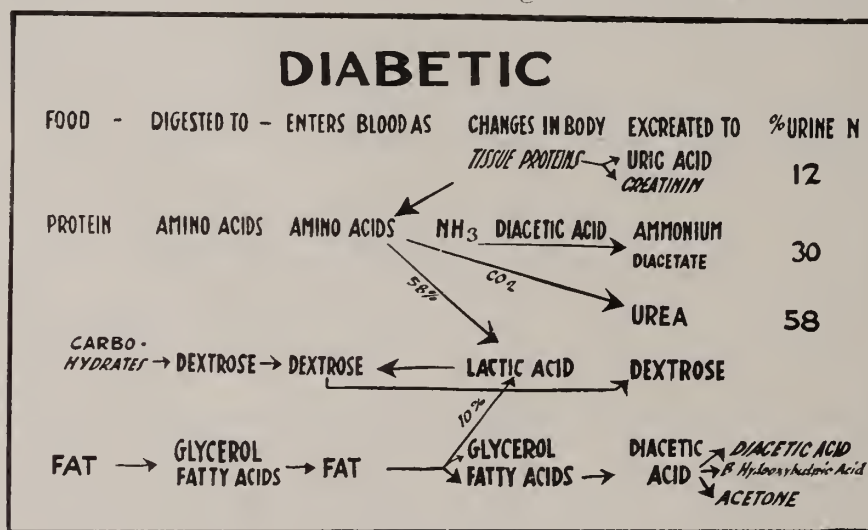 DIABETIC
FOOD - DIGESTED TO - ENTERS BLOOD AS CHANGES IN BODY EXCREATED TO % URINE N
TISSUE PROTEINS URIC ACID
CREATININ 12
PROTEIN AMINO ACIDS AMINO ACIDS NH3 DIACETIC ACID AMMONIUM
DIACETATE 30
58% CO2
UREA 58
CARBO-
HYDRATES DEXTROSE DEXTROSE LACTIC ACID DEXTROSE
10%
FAT GLYCEROL FAT GLYCEROL DIACETIC DIACETIC ACID
FATTY ACIDS FATTY ACIDS ACID β Acid
ACETONE